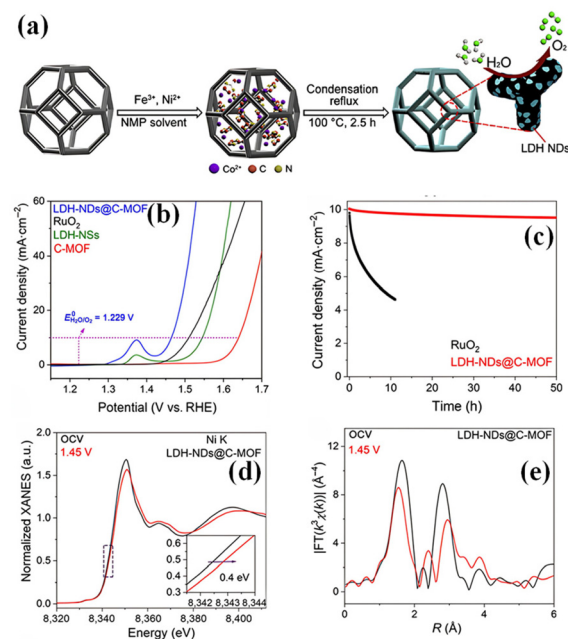 (a)
Fe³⁺, Ni²⁺
NMP solvent
Condensation
reflux
100 °C, 2.5 h
H₂O
O₂
LDH NDs
Co²⁺ C N
(b)
LDH-NDs@C-MOF
RuO₂
LDH-NSs
C-MOF
E⁰H₂O/O₂ = 1.229 V
Current density (mA·cm⁻²)
60
40
20
0
1.2 1.3 1.4 1.5 1.6 1.7
Potential (V vs. RHE)
(c)
Current density (mA·cm⁻²)
10
8
6
4
2
0
RuO₂
LDH-NDs@C-MOF
0 10 20 30 40 50
Time (h)
(d)
OCV
1.45 V
Ni K
LDH-NDs@C-MOF
Normalized XANES (a.u.)
2.0
1.5
1.0
0.5
0.0
0.6
0.5
0.4
0.3
0.4 eV
8,342 8,343 8,344
8,320 8,350 8,380 8,410
Energy (eV)
(e)
OCV
1.45 V
LDH-NDs@C-MOF
|FT(k³χ(k))| (Å⁻⁴)
12
8
4
0
0 2 4 6
R (Å)